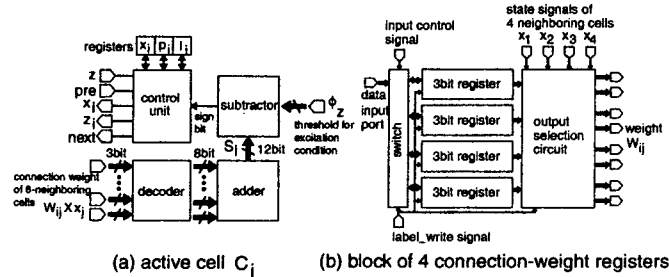 registers
x_i p_i l_i
z
pre
x_i
z_i
next
control
unit
sign
bit
subtractor
ϕ_z
threshold for
excitation
condition
S_i
12bit
3bit
8bit
connection weight
of 8-neighboring
cells
W_ij X x_j
decoder
adder
(a) active cell C_i
input control
signal
state signals of
4 neighboring cells
x_1 x_2 x_3 x_4
data
input
port
switch
3bit register
3bit register
3bit register
3bit register
output
selection
circuit
weight
W_ij
label_write signal
(b) block of 4 connection-weight registers